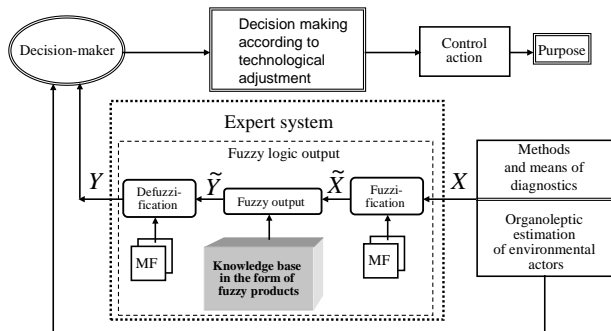 Decision-maker
Decision making
according to
technological
adjustment
Control
action
Purpose
Expert system
Fuzzy logic output
Y
Defuzzi-
fication
Ỹ
Fuzzy output
X̃
Fuzzi-
fication
X
MF
Knowledge base
in the form of
fuzzy products
MF
Methods
and means of
diagnostics
Organoleptic
estimation
of environmental
actors